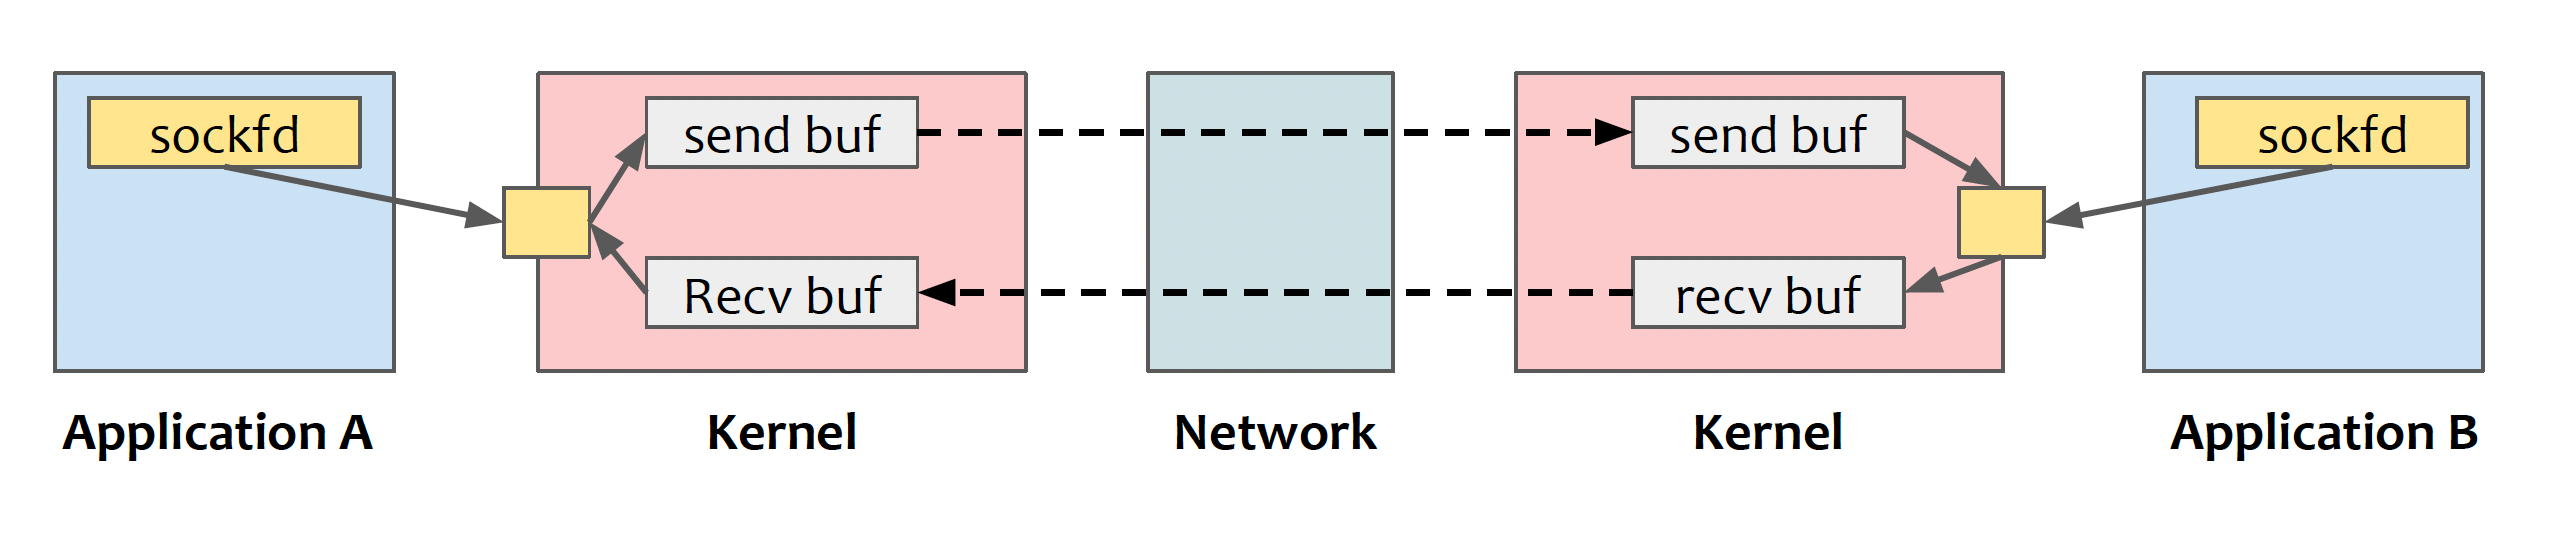 sockfd
send buf
send buf
sockfd
Recv buf
recv buf
Application A
Kernel
Network
Kernel
Application B